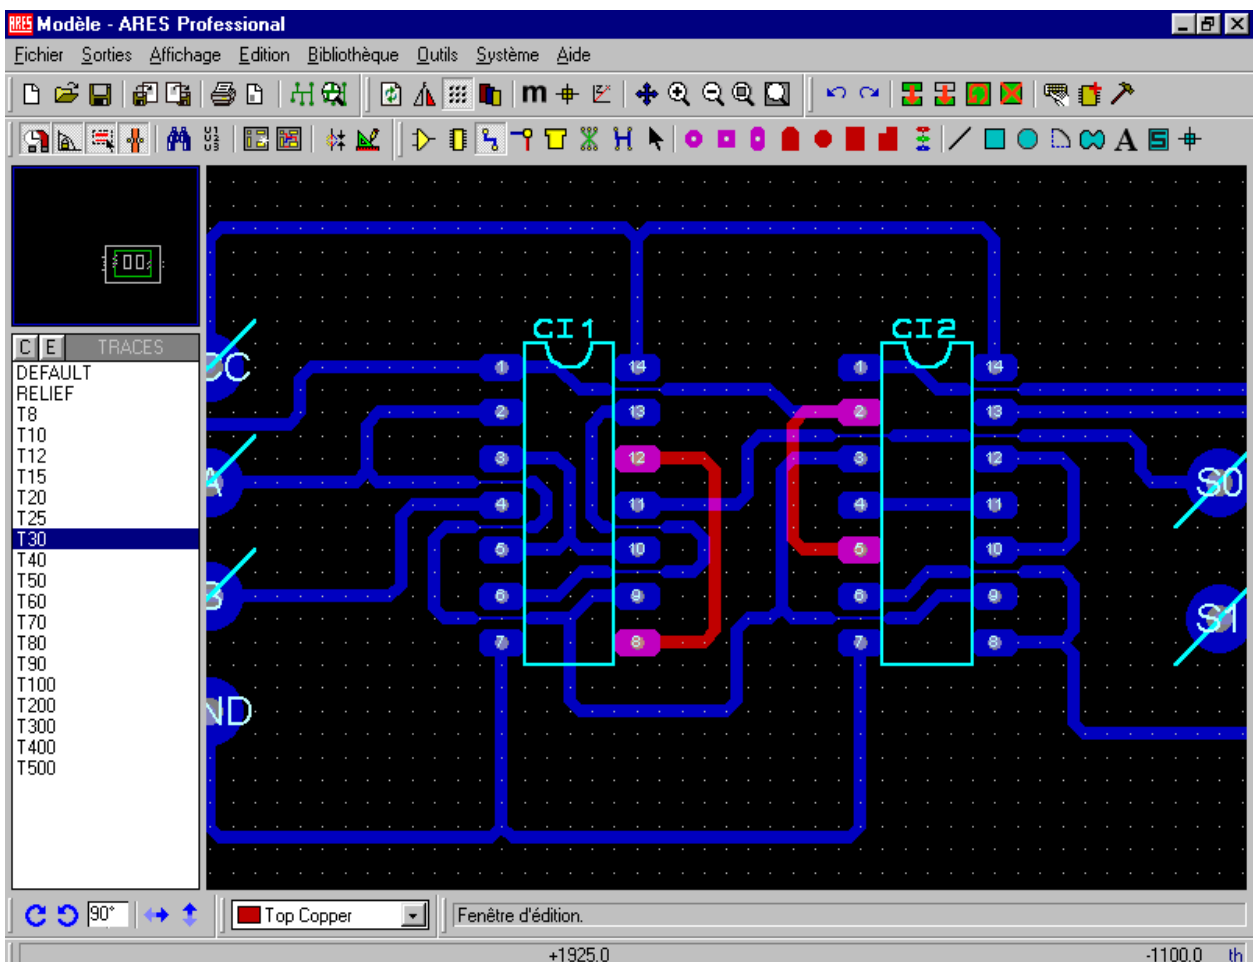 ARES Modèle - ARES Professional
Fichier Sorties Affichage Edition Bibliothèque Outils Système Aide
m
A S
C E TRACES
DEFAULT
RELIEF
T8
T10
T12
T15
T20
T25
T30
T40
T50
T60
T70
T80
T90
T100
T200
T300
T400
T500
CI1 CI2
C 1 14 1 14
2 13 2 13
3 12 3 12
A 4 11 4 11 S0
5 10 5 10
B 6 9 6 9 S1
7 8 7 8
ND
90° Top Copper Fenêtre d'édition.
+1925.0 -1100.0 th